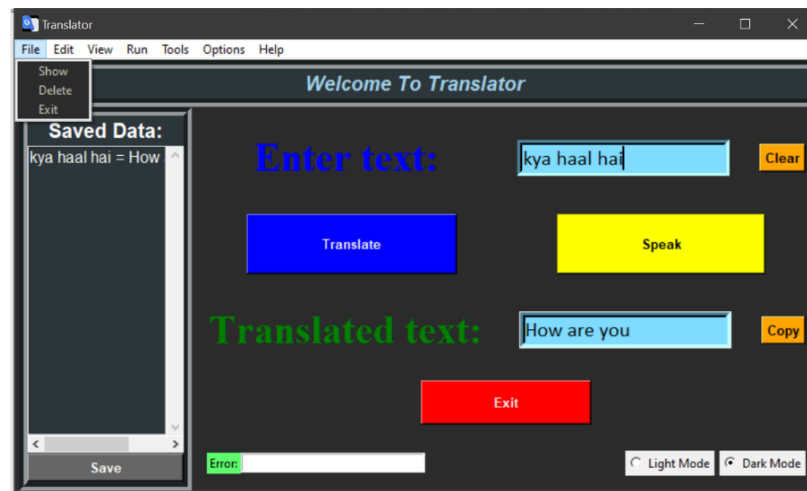 Translator
File Edit View Run Tools Options Help
Show
Delete
Exit
Welcome To Translator
Saved Data:
kya haal hai = How
Save
Enter text:
kya haal hai
Clear
Translate
Speak
Translated text:
How are you
Copy
Exit
Error:
Light Mode
Dark Mode